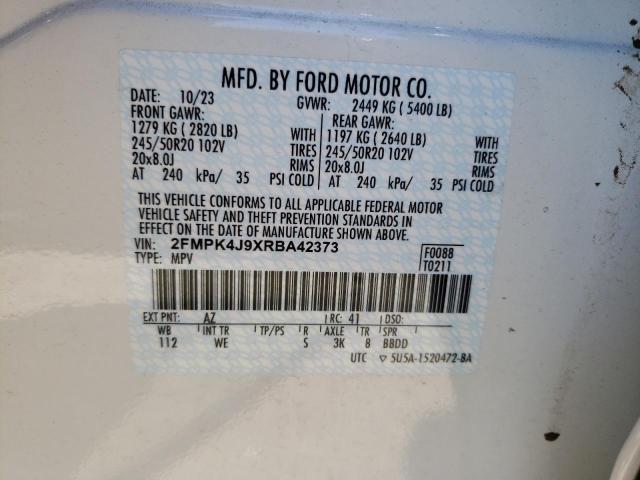 MFD. BY FORD MOTOR CO.
DATE: 10/23 GVWR: 2449 KG ( 5400 LB)
FRONT GAWR: REAR GAWR:
1279 KG ( 2820 LB) WITH 1197 KG ( 2640 LB) WITH
245/50R20 102V TIRES 245/50R20 102V TIRES
20x8.0J RIMS 20x8.0J RIMS
AT 240 kPa/ 35 PSI COLD AT 240 kPa/ 35 PSI COLD
THIS VEHICLE CONFORMS TO ALL APPLICABLE FEDERAL MOTOR
VEHICLE SAFETY AND THEFT PREVENTION STANDARDS IN
EFFECT ON THE DATE OF MANUFACTURE SHOWN ABOVE.
VIN: 2FMPK4J9XRBA42373 F0088
TYPE: MPV T0211
EXT PNT: AZ RC: 41 DSO:
WB INT TR TP/PS R AXLE TR SPR
112 WE S 3K 8 BBDD
UTC ▽ 5U5A-1520472-BA